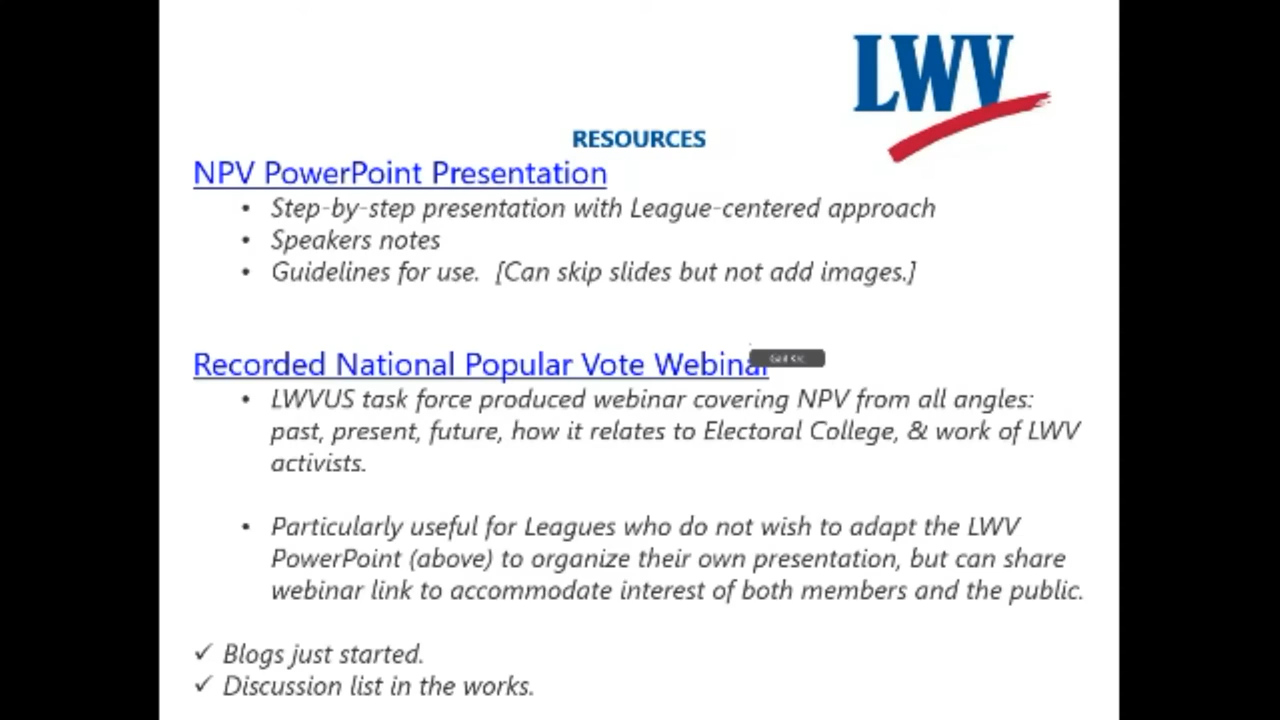 LWV
RESOURCES
NPV PowerPoint Presentation
• Step-by-step presentation with League-centered approach
• Speakers notes
• Guidelines for use. [Can skip slides but not add images.]
Recorded National Popular Vote Webinar
• LWVUS task force produced webinar covering NPV from all angles:
past, present, future, how it relates to Electoral College, & work of LWV
activists.
• Particularly useful for Leagues who do not wish to adapt the LWV
PowerPoint (above) to organize their own presentation, but can share
webinar link to accommodate interest of both members and the public.
✓ Blogs just started.
✓ Discussion list in the works.